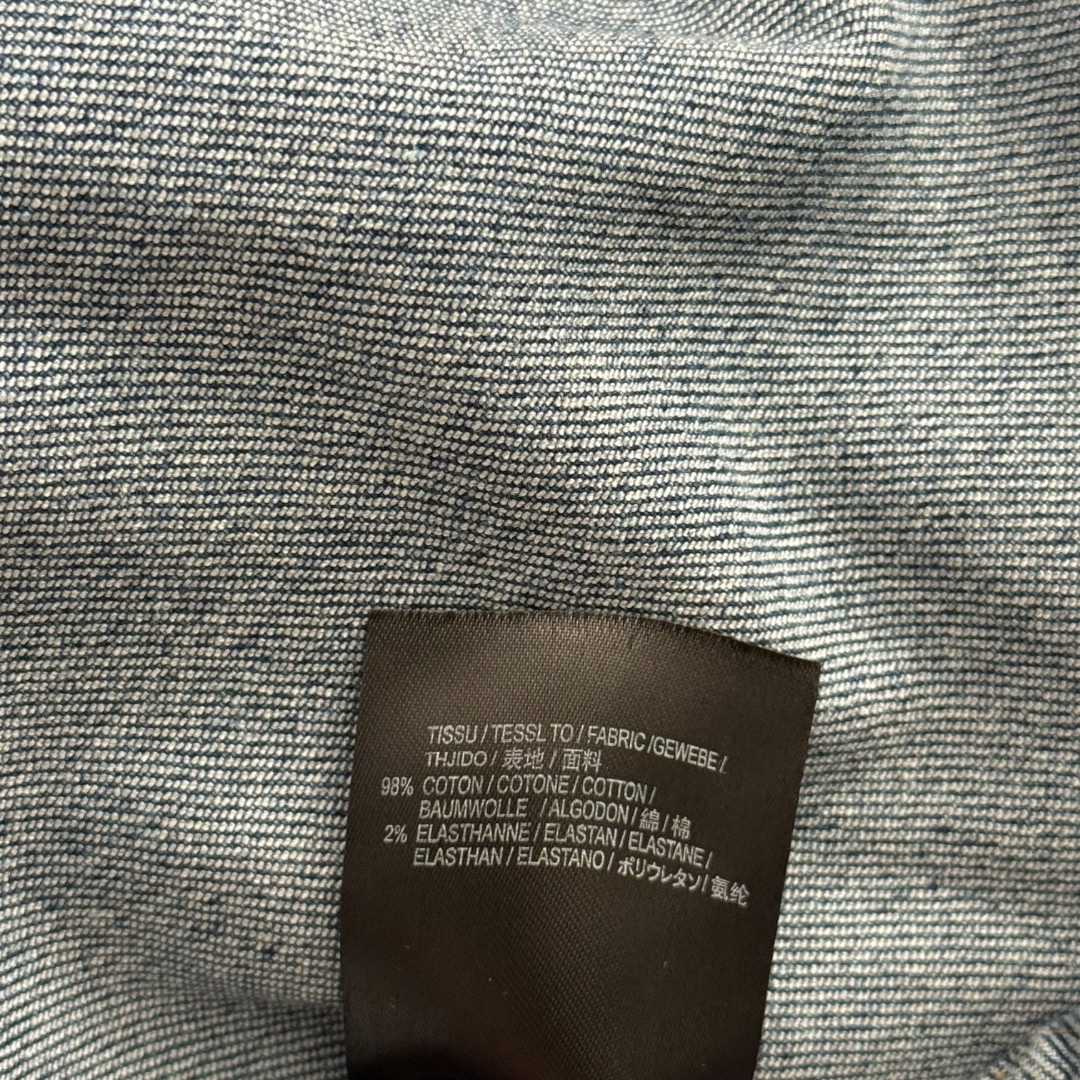 TISSU / TESSL TO / FABRIC /GEWEBE /
THJIDO / 表地 / 面料
98% COTON / COTONE / COTTON /
BAUMWOLLE / ALGODON / 綿 / 棉
2% ELASTHANNE / ELASTAN / ELASTANE /
ELASTHAN / ELASTANO / ポリウレタン / 氨纶